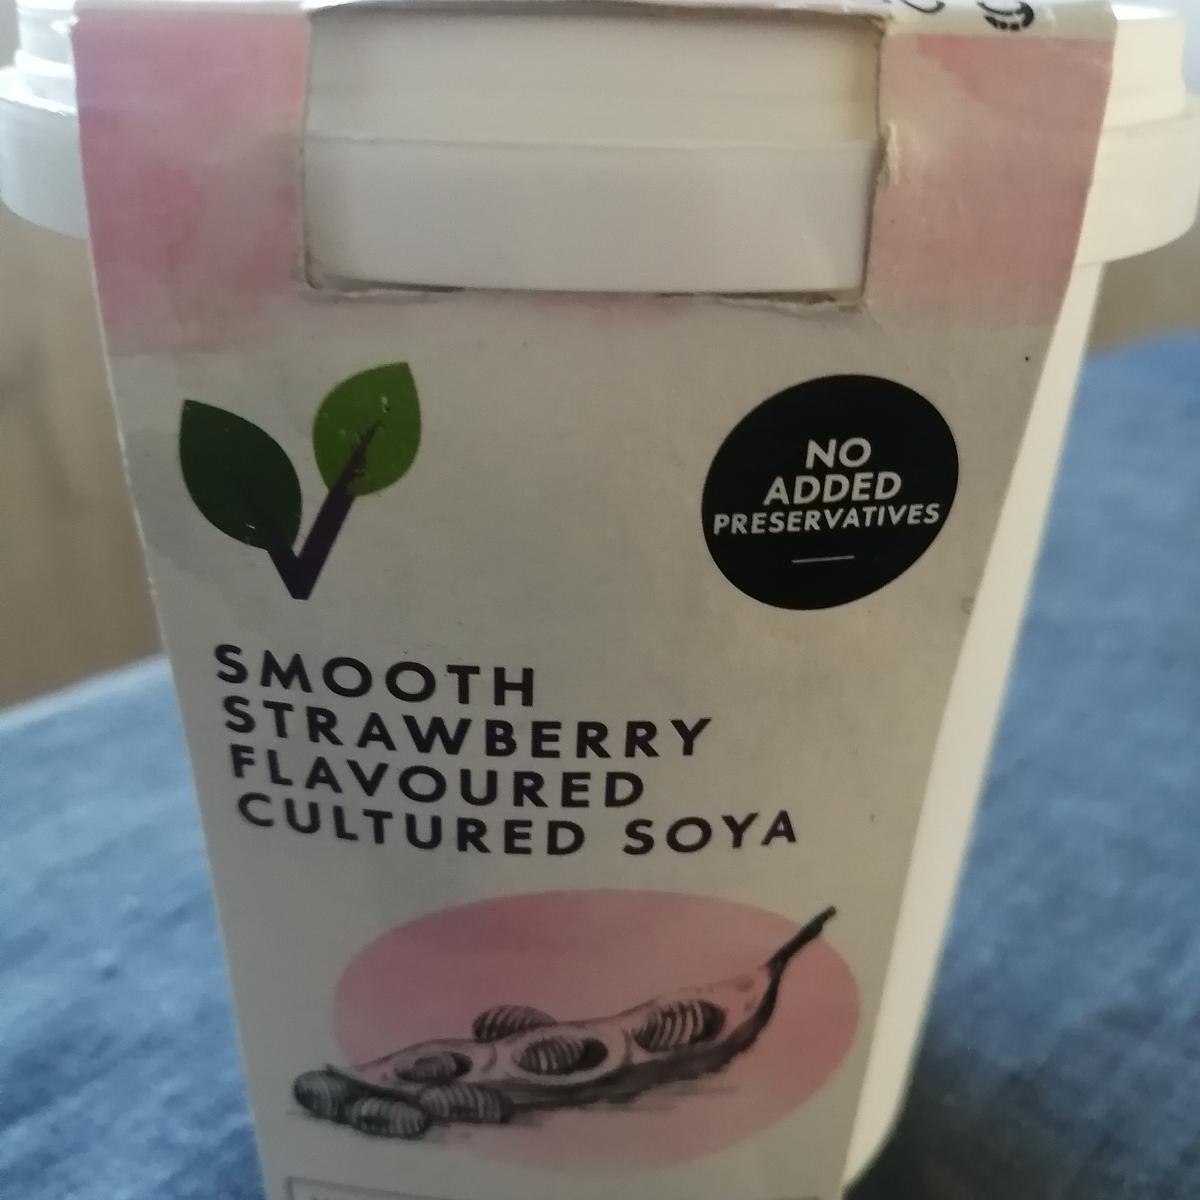 NO
ADDED
PRESERVATIVES
SMOOTH
STRAWBERRY
FLAVOURED
CULTURED SOYA